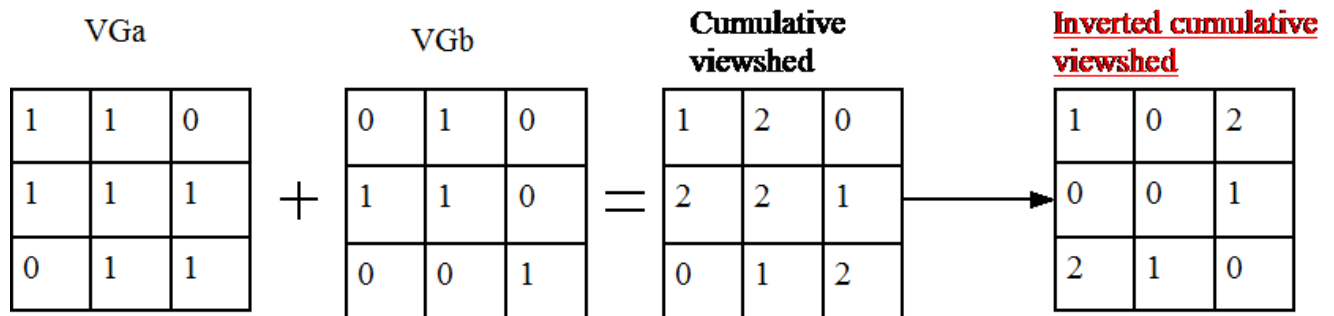 VGa
VGb
Cumulative
viewshed
Inverted cumulative
viewshed
1 1 0 + 0 1 0 = 1 2 0 1 0 2
1 1 1 1 1 0 2 2 1 0 0 1
0 1 1 0 0 1 0 1 2 2 1 0